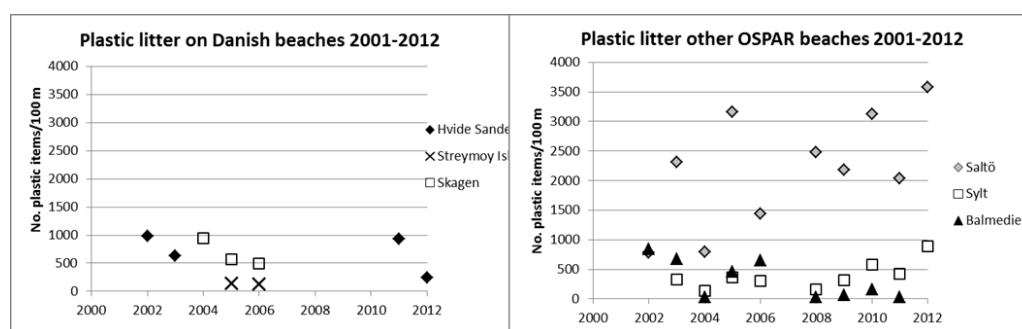 Plastic litter on Danish beaches 2001-2012
No. plastic items/100 m
4000
3500
3000
2500
2000
1500
1000
500
0
2000 2002 2004 2006 2008 2010 2012
Hvide Sande
Streymoy Isl
Skagen
Plastic litter other OSPAR beaches 2001-2012
No. plastic items/100 m
4000
3500
3000
2500
2000
1500
1000
500
0
2000 2002 2004 2006 2008 2010 2012
Saltö
Sylt
Balmedie